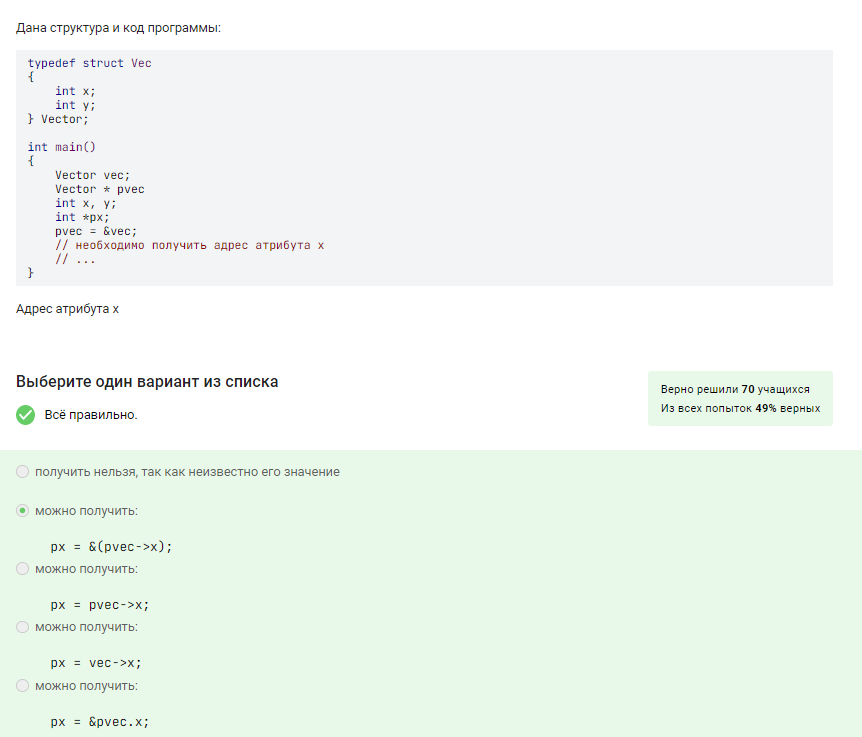 Дана структура и код программы:
typedef struct Vec
{
    int x;
    int y;
} Vector;

int main()
{
    Vector vec;
    Vector * pvec
    int x, y;
    int *px;
    pvec = &vec;
    // необходимо получить адрес атрибута x
    // ...
}
Адрес атрибута x
Выберите один вариант из списка
Верно решили 70 учащихся
Из всех попыток 49% верных
Всё правильно.
получить нельзя, так как неизвестно его значение
можно получить:
px = &(pvec->x);
можно получить:
px = pvec->x;
можно получить:
px = vec->x;
можно получить:
px = &pvec.x;